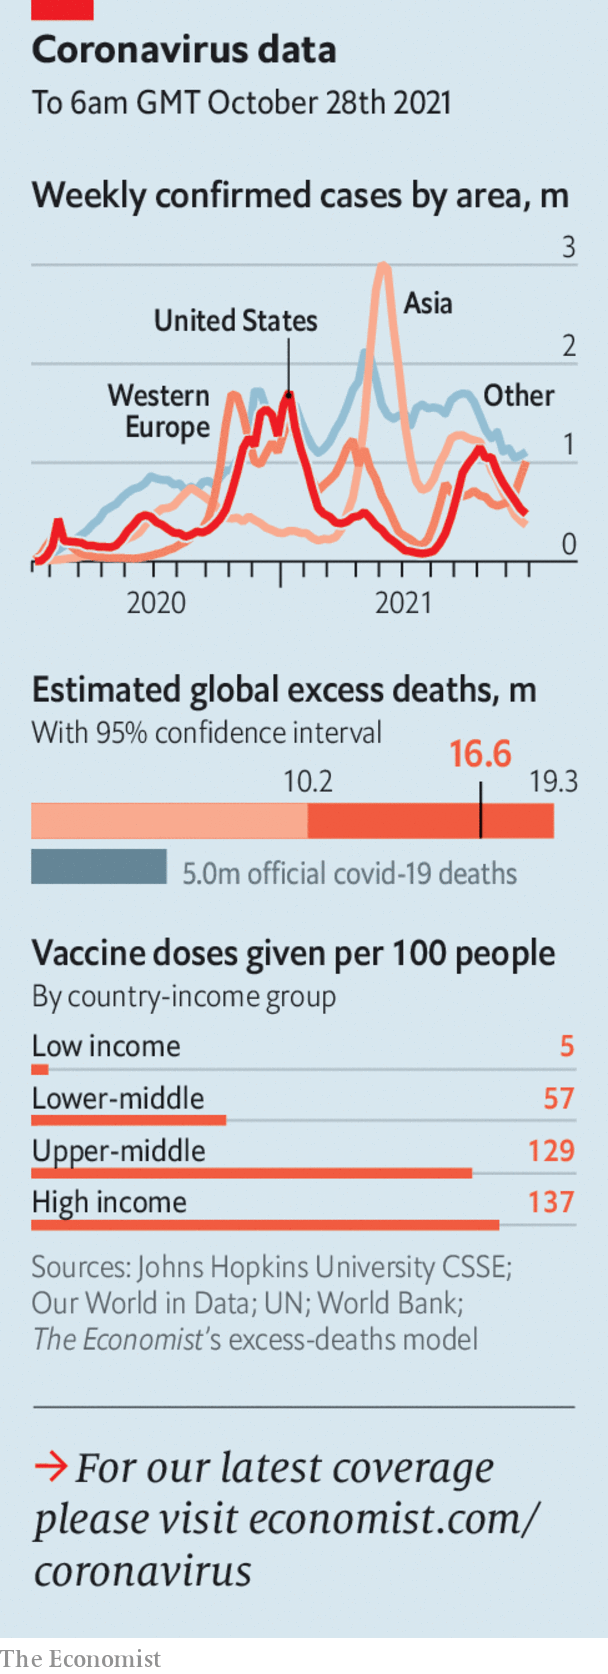 Coronavirus data
To 6am GMT October 28th 2021
Weekly confirmed cases by area, m
3
Asia
United States
2
Western
Europe
Other
1
0
2020 2021
Estimated global excess deaths, m
With 95% confidence interval
16.6
10.2 19.3
5.0m official covid-19 deaths
Vaccine doses given per 100 people
By country-income group
Low income 5
Lower-middle 57
Upper-middle 129
High income 137
Sources: Johns Hopkins University CSSE;
Our World in Data; UN; World Bank;
The Economist's excess-deaths model
→ For our latest coverage
please visit economist.com/
coronavirus
The Economist